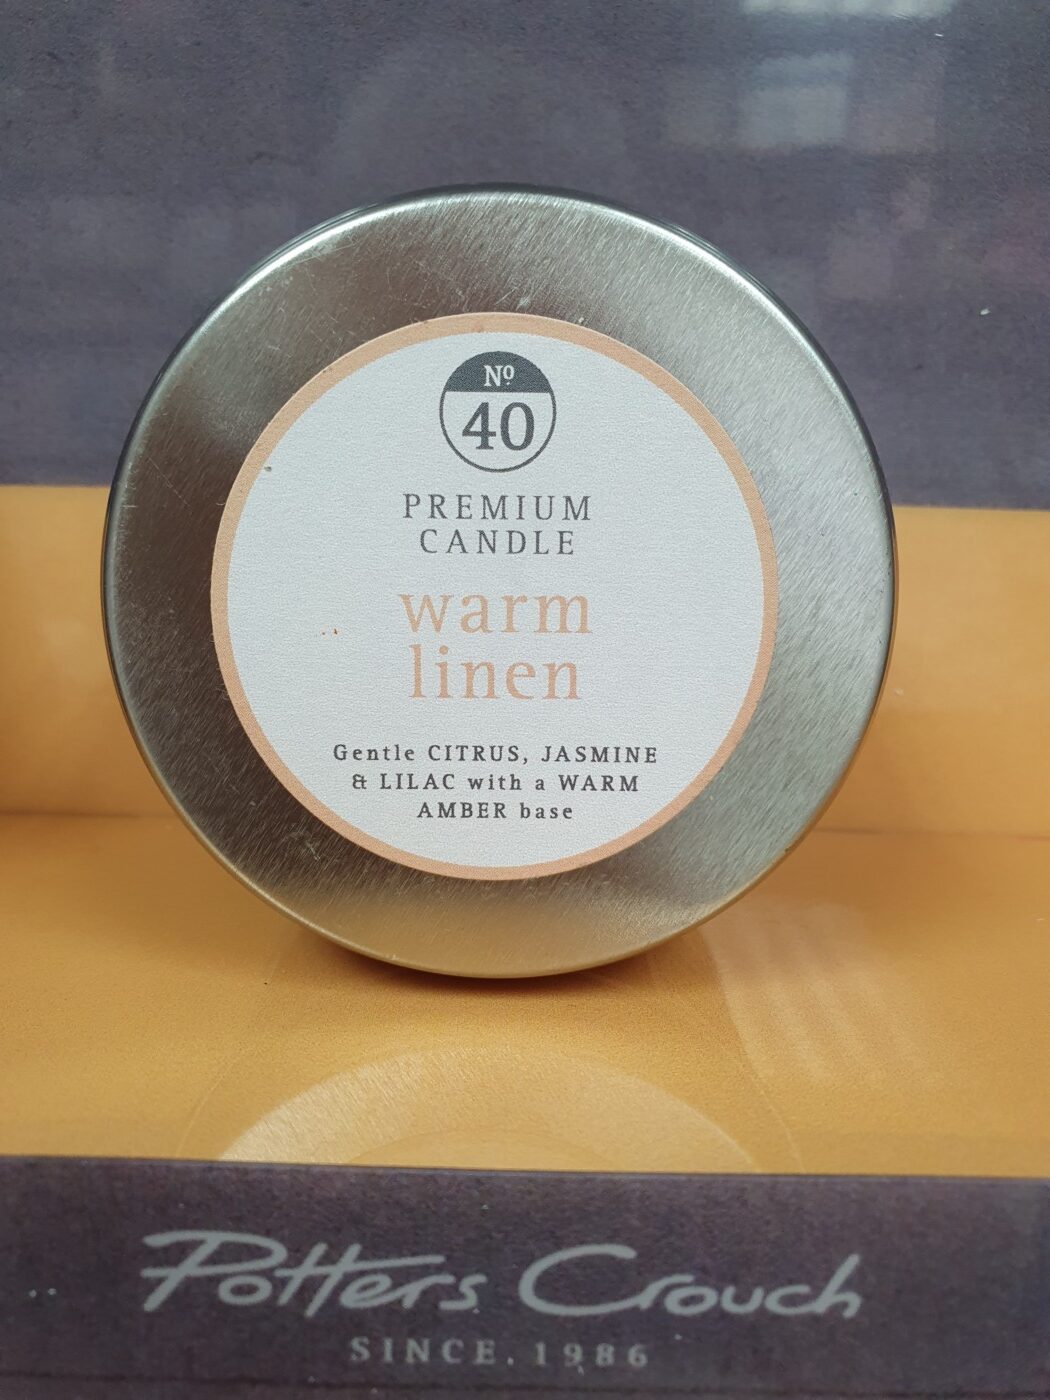 Nº
40
PREMIUM
CANDLE
warm
linen
Gentle CITRUS, JASMINE
& LILAC with a WARM
AMBER base
Potters Crouch
SINCE. 1986